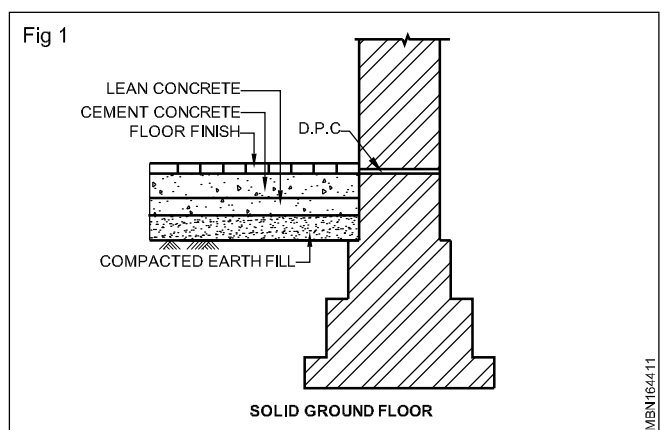 Fig 1
LEAN CONCRETE
CEMENT CONCRETE
FLOOR FINISH
D.P.C
COMPACTED EARTH FILL
SOLID GROUND FLOOR
MBN164411